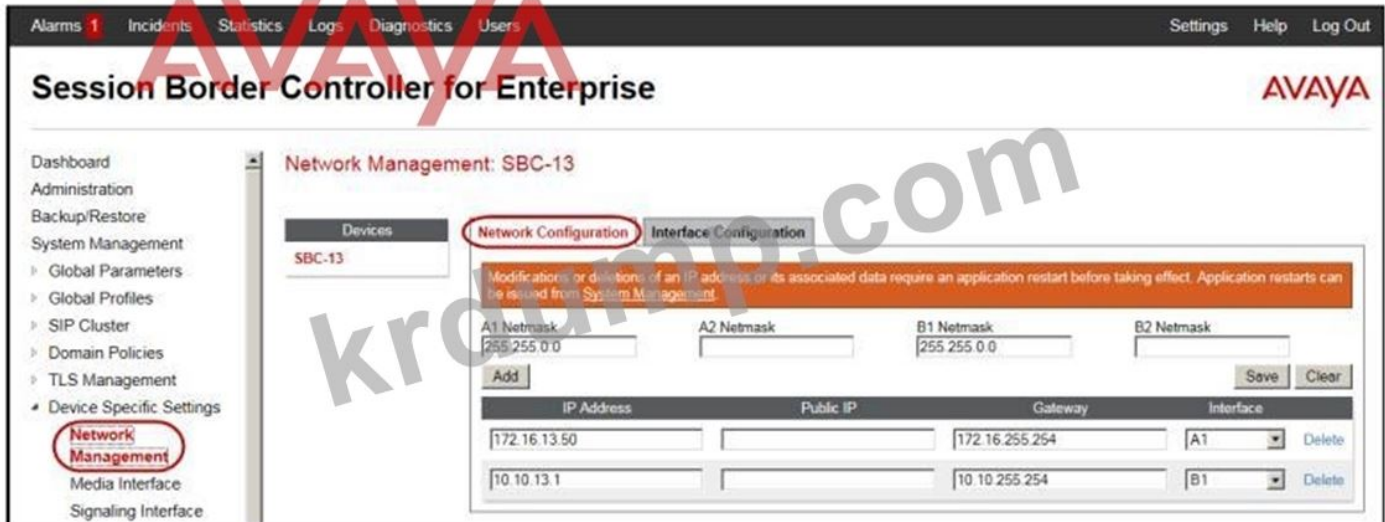 Alarms 1 Incidents Statistics Logs Diagnostics Users Settings Help Log Out
AVAYA
Session Border Controller for Enterprise
AVAYA
Dashboard
Administration
Backup/Restore
System Management
Global Parameters
Global Profiles
SIP Cluster
Domain Policies
TLS Management
Device Specific Settings
Network
Management
Media Interface
Signaling Interface
Network Management: SBC-13
Devices
SBC-13
Network Configuration Interface Configuration
Modifications or deletions of an IP address or its associated data require an application restart before taking effect. Application restarts can
be issued from System Management.
A1 Netmask A2 Netmask B1 Netmask B2 Netmask
255.255.0.0 255.255.0.0
Add Save Clear
IP Address Public IP Gateway Interface
172.16.13.50 172.16.255.254 A1 Delete
10.10.13.1 10.10.255.254 B1 Delete
krdump.com